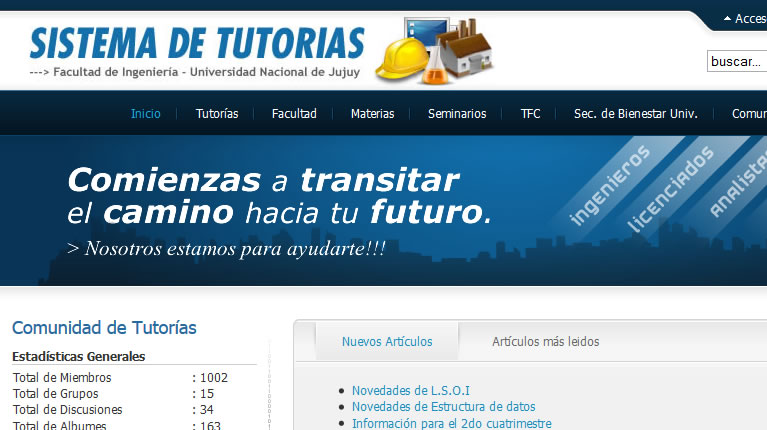 SISTEMA DE TUTORIAS
---> Facultad de Ingeniería - Universidad Nacional de Jujuy
buscar...
Inicio Tutorías Facultad Materias Seminarios TFC Sec. de Bienestar Univ.
Comienzas a transitar
el camino hacia tu futuro.
> Nosotros estamos para ayudarte!!!
ingenieros
licenciados
Comunidad de Tutorías
Estadísticas Generales
Total de Miembros : 1002
Total de Grupos : 15
Total de Discusiones : 34
Total de Albumes : 163
Nuevos Artículos Artículos más leidos
Novedades de L.S.O.I
Novedades de Estructura de datos
Información para el 2do cuatrimestre